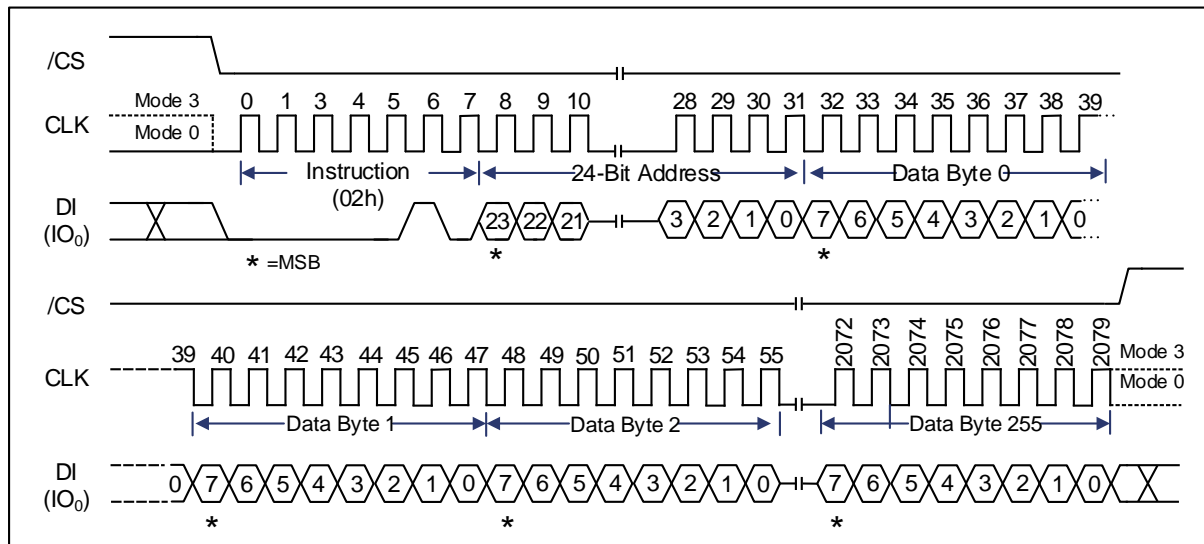 /CS
Mode 3
Mode 0
CLK
0 1 3 4 5 6 7 8 9 10 28 29 30 31 32 33 34 35 36 37 38 39
Instruction
(02h)
24-Bit Address
Data Byte 0
DI
(IO₀)
23 22 21 3 2 1 0 7 6 5 4 3 2 1 0
* =MSB * *
/CS
39 40 41 42 43 44 45 46 47 48 49 50 51 52 53 54 55 2072 2073 2074 2075 2076 2077 2078 2079
CLK
Mode 3
Mode 0
Data Byte 1 Data Byte 2 Data Byte 255
DI
(IO₀)
0 7 6 5 4 3 2 1 0 7 6 5 4 3 2 1 0 7 6 5 4 3 2 1 0
* * *